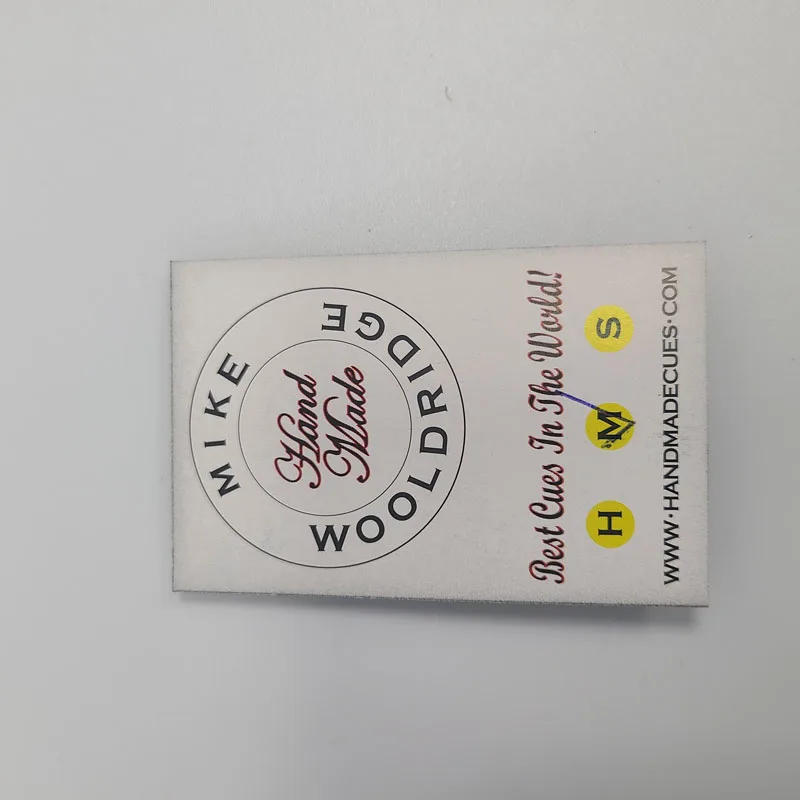 MIKE
Hand
Made
WOOLDRIDGE
Best Cues In The World!
H M S
WWW·HANDMADECUES·COM